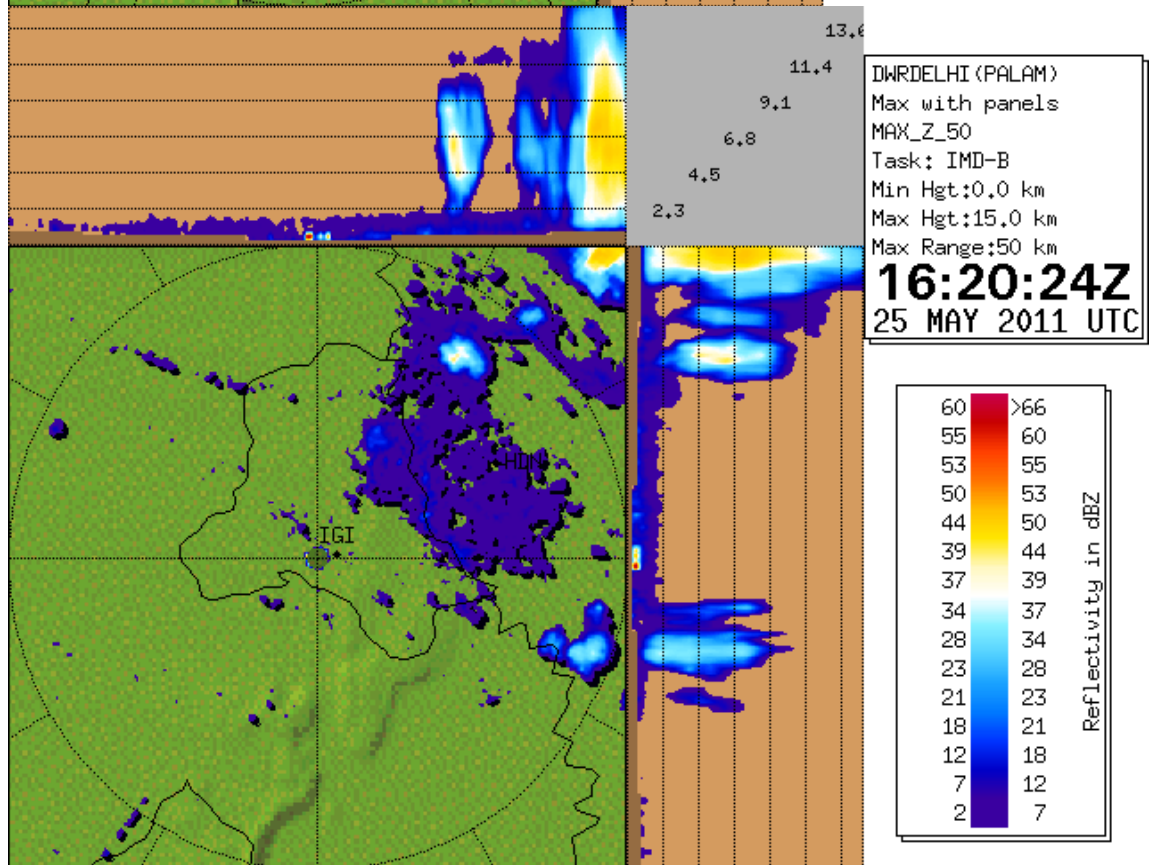 13.6
11.4
9.1
6.8
4.5
2.3
DWRDELHI(PALAM)
Max with panels
MAX_Z_50
Task: IMD-B
Min Hgt:0.0 km
Max Hgt:15.0 km
Max Range:50 km
16:20:24Z
25 MAY 2011 UTC
HDN
IGI
60 >66
55 60
53 55
50 53
44 50
39 44
37 39
34 37
28 34
23 28
21 23
18 21
12 18
7 12
2 7
Reflectivity in dBZ